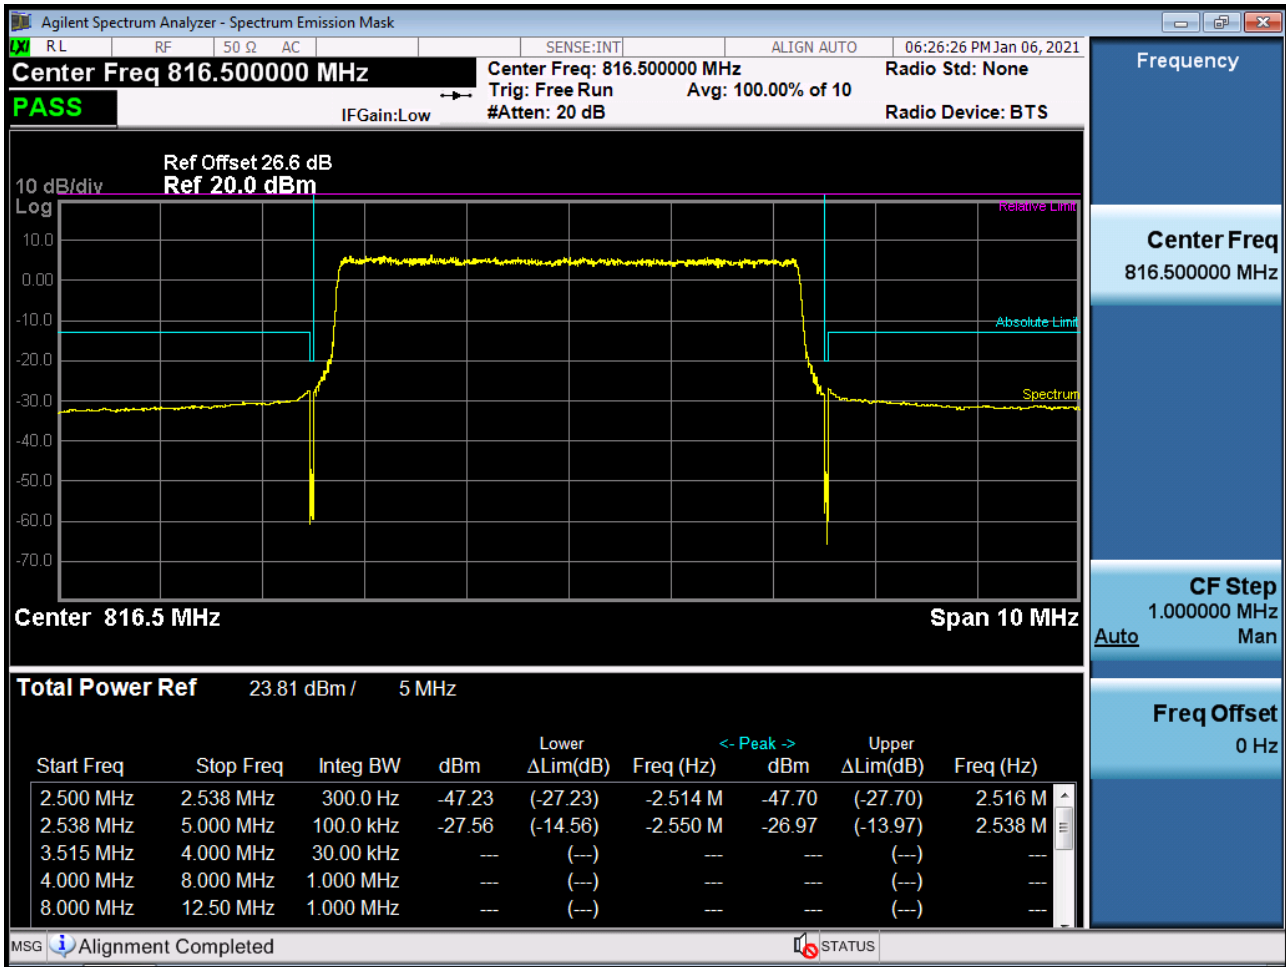 Agilent Spectrum Analyzer - Spectrum Emission Mask
LXI RL RF 50 Ω AC SENSE:INT ALIGN AUTO 06:26:26 PM Jan 06, 2021
Center Freq 816.500000 MHz
PASS
IFGain:Low
Center Freq: 816.500000 MHz
Trig: Free Run Avg: 100.00% of 10
#Atten: 20 dB
Radio Std: None
Radio Device: BTS
Ref Offset 26.6 dB
10 dB/div Ref 20.0 dBm
Log
Relative Limit
10.0
0.00
-10.0
Absolute Limit
-20.0
-30.0
Spectrum
-40.0
-50.0
-60.0
-70.0
Center 816.5 MHz Span 10 MHz
Total Power Ref 23.81 dBm / 5 MHz
Lower <- Peak -> Upper
Start Freq Stop Freq Integ BW dBm ΔLim(dB) Freq (Hz) dBm ΔLim(dB) Freq (Hz)
2.500 MHz 2.538 MHz 300.0 Hz -47.23 (-27.23) -2.514 M -47.70 (-27.70) 2.516 M
2.538 MHz 5.000 MHz 100.0 kHz -27.56 (-14.56) -2.550 M -26.97 (-13.97) 2.538 M
3.515 MHz 4.000 MHz 30.00 kHz --- (---) --- --- (---) ---
4.000 MHz 8.000 MHz 1.000 MHz --- (---) --- --- (---) ---
8.000 MHz 12.50 MHz 1.000 MHz --- (---) --- --- (---) ---
MSG Alignment Completed STATUS
Frequency
Center Freq
816.500000 MHz
CF Step
1.000000 MHz
Auto Man
Freq Offset
0 Hz